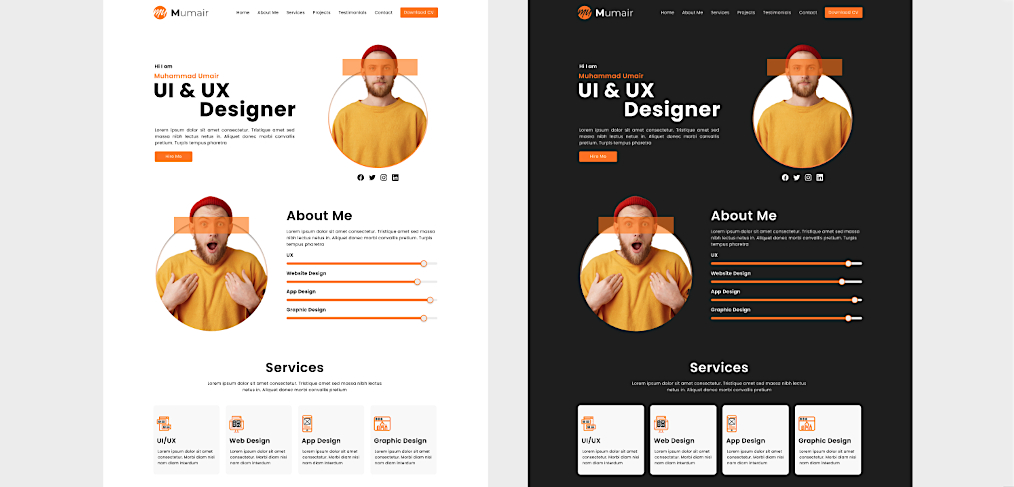 my Mumair
Home About Me Services Projects Testimonials Contact Download CV
Hi I am
Muhammad Umair
UI & UX
Designer
Lorem ipsum dolor sit amet consectetur. Tristique amet sed
massa nibh lectus netus in. Aliquet donec morbi convallis
pretium. Turpis tempus pharetra
Hire Me
About Me
Lorem ipsum dolor sit amet consectetur. Tristique amet sed massa
nibh lectus netus in. Aliquet donec morbi convallis pretium. Turpis
tempus pharetra
UX
Website Design
App Design
Graphic Design
Services
Lorem ipsum dolor sit amet consectetur. Tristique amet sed massa nibh
netus in. Aliquet donec morbi convallis pretium
UI/UX
Lorem ipsum dolor sit amet
consectetur. Morbi diam nisi
nam diam interdum
Web Design
Lorem ipsum dolor sit amet
consectetur. Morbi diam nisi
nam diam interdum
App Design
Lorem ipsum dolor sit amet
consectetur. Morbi diam nisi
nam diam interdum
Graphic Design
Lorem ipsum dolor sit amet
consectetur. Morbi diam nisi
nam diam interdum
my Mumair
Home About Me Services Projects Testimonials Contact Download CV
Hi I am
Muhammad Umair
UI & UX
Designer
Lorem ipsum dolor sit amet consectetur. Tristique amet sed
massa nibh lectus netus in. Aliquet donec morbi convallis
pretium. Turpis tempus pharetra
Hire Me
About Me
Lorem ipsum dolor sit amet consectetur. Tristique amet sed massa
nibh lectus netus in. Aliquet donec morbi convallis pretium. Turpis
tempus pharetra
UX
Website Design
App Design
Graphic Design
Services
Lorem ipsum dolor sit amet consectetur. Tristique amet sed massa nibh
netus in. Aliquet donec morbi convallis pretium
UI/UX
Lorem ipsum dolor sit amet
consectetur. Morbi diam nisi
nam diam interdum
Web Design
Lorem ipsum dolor sit amet
consectetur. Morbi diam nisi
nam diam interdum
App Design
Lorem ipsum dolor sit amet
consectetur. Morbi diam nisi
nam diam interdum
Graphic Design
Lorem ipsum dolor sit amet
consectetur. Morbi diam nisi
nam diam interdum